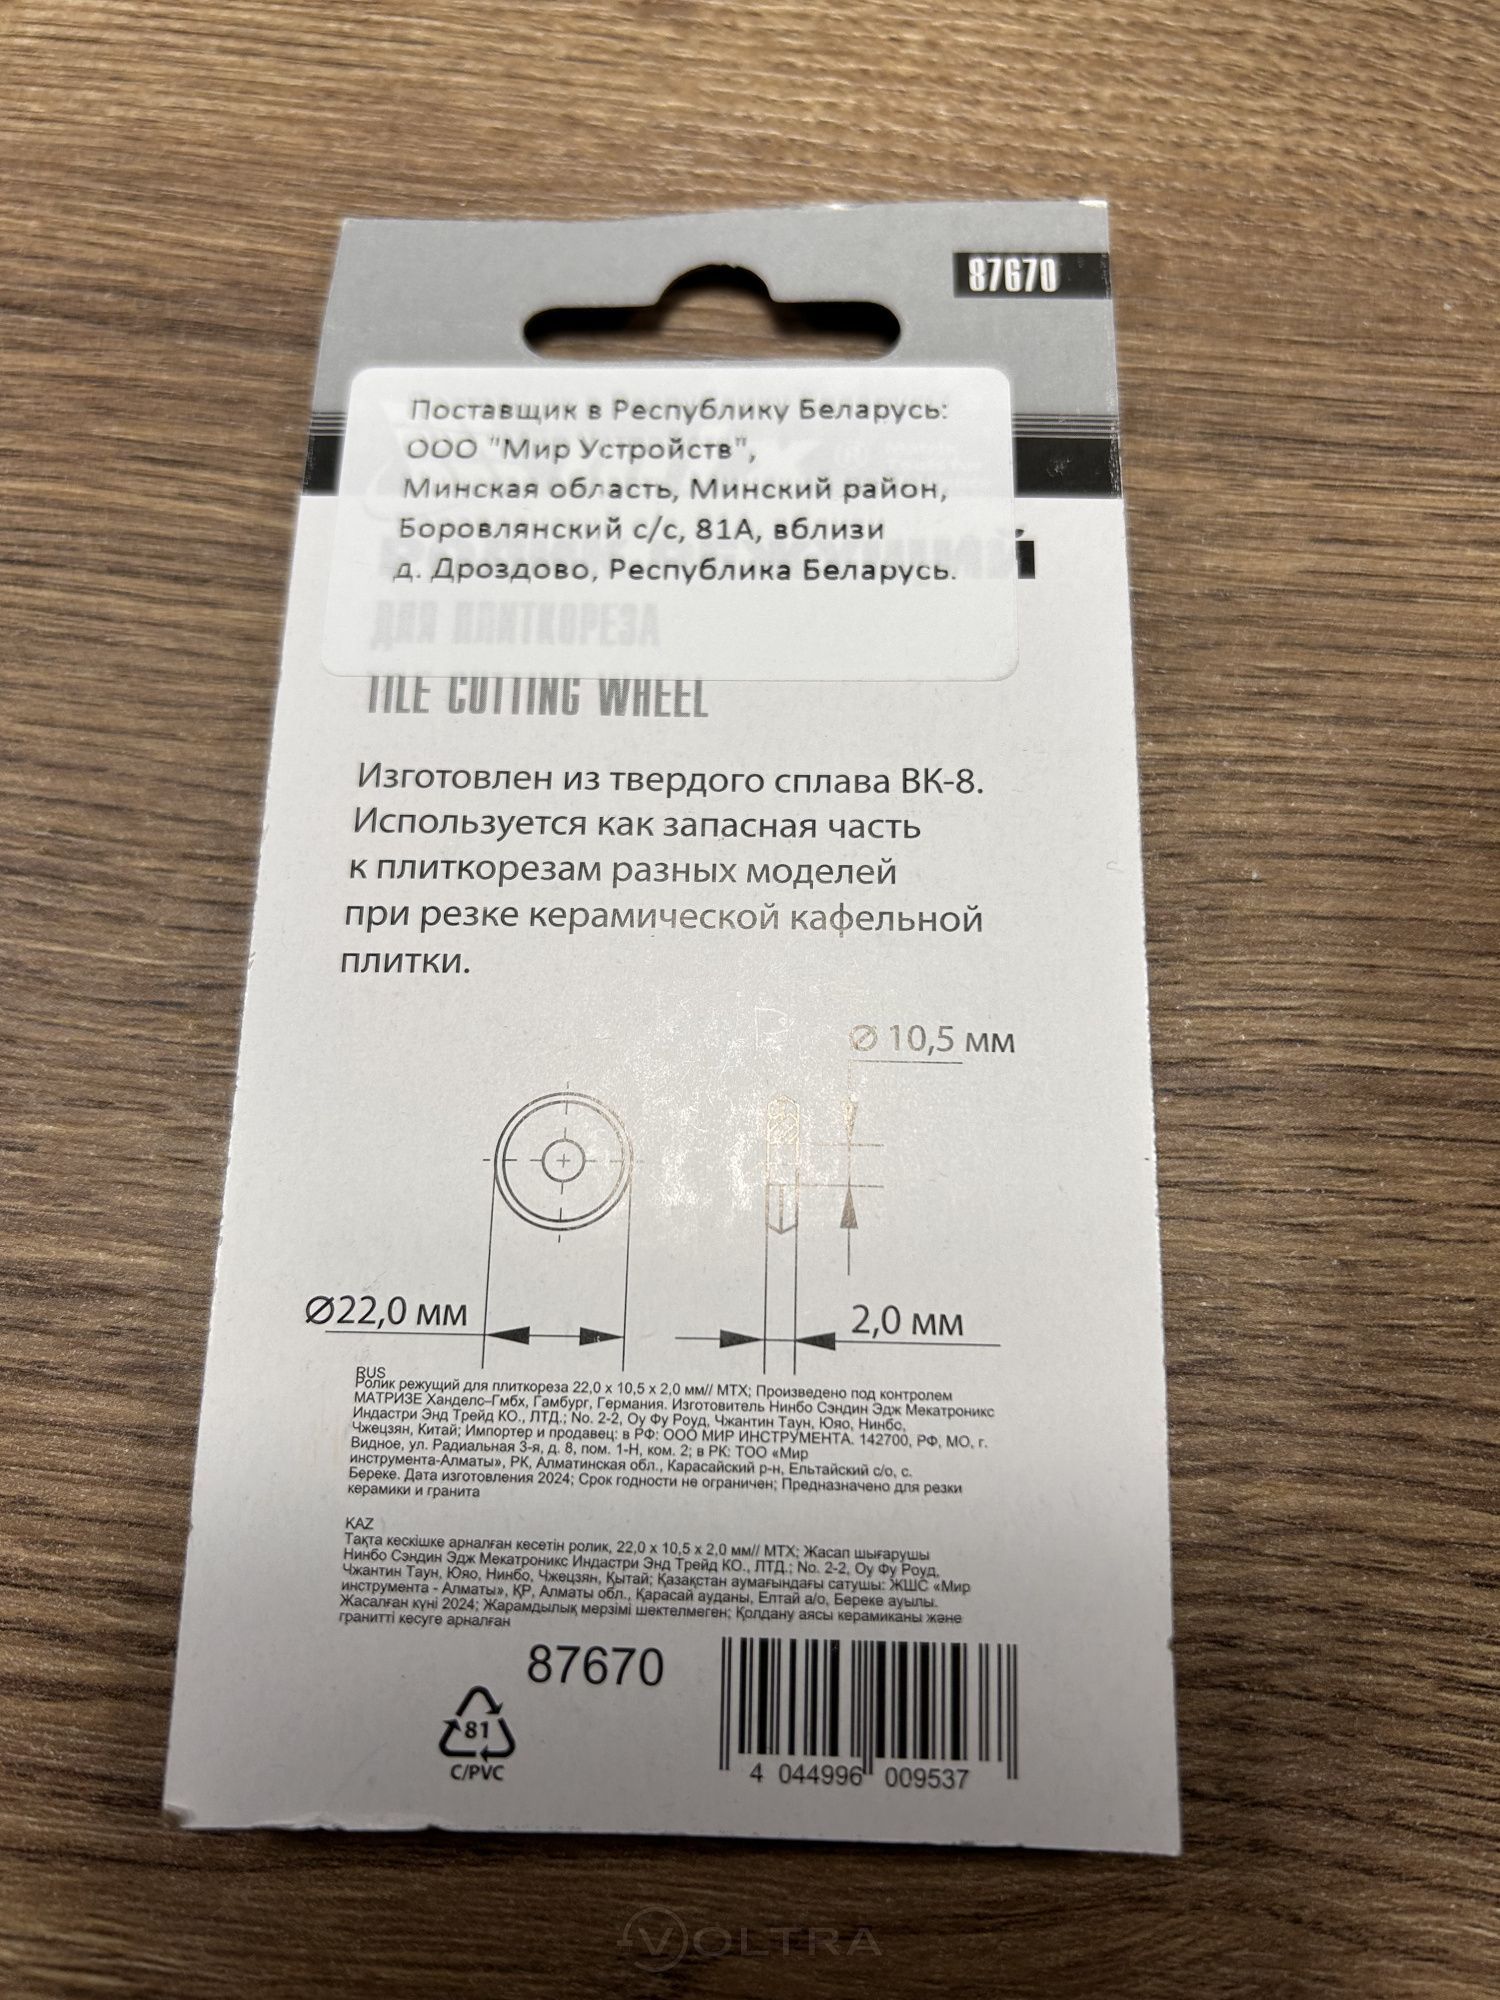 87670
Поставщик в Республику Беларусь:
ООО "Мир Устройств",
Минская область, Минский район,
Боровлянский с/с, 81А, вблизи
д. Дроздово, Республика Беларусь.
ДЛЯ ПЛИТКОРЕЗА
TILE CUTTING WHEEL
Изготовлен из твердого сплава ВК-8.
Используется как запасная часть
к плиткорезам разных моделей
при резке керамической кафельной
плитки.
Ø 10,5 мм
Ø22,0 мм
2,0 мм
RUS
Ролик режущий для плиткореза 22,0 х 10,5 х 2,0 мм// MTX; Произведено под контролем
МАТРИЗЕ Ханделс–Гмбх, Гамбург, Германия. Изготовитель Нинбо Сэндин Эдж Мекатроникс
Индастри Энд Трейд КО., ЛТД.; No. 2-2, Оу Фу Роуд, Чжантин Таун, Юяо, Нинбо,
Чжецзян, Китай; Импортер и продавец: в РФ: ООО МИР ИНСТРУМЕНТА. 142700, РФ, МО, г.
Видное, ул. Радиальная 3-я, д. 8, пом. 1-Н, ком. 2; в РК: ТОО «Мир
инструмента-Алматы», РК, Алматинская обл., Карасайский р-н, Ельтайский с/о, с.
Береке. Дата изготовления 2024; Срок годности не ограничен; Предназначено для резки
керамики и гранита
KAZ
Тақта кескішке арналған кесетін ролик, 22,0 х 10,5 х 2,0 мм// MTX; Жасап шығарушы
Нинбо Сэндин Эдж Мекатроникс Индастри Энд Трейд КО., ЛТД.; No. 2-2, Оу Фу Роуд,
Чжантин Таун, Юяо, Нинбо, Чжецзян, Қытай; Қазақстан аумағындағы сатушы: ЖШС «Мир
инструмента - Алматы», ҚР, Алматы обл., Қарасай ауданы, Елтай а/о, Береке ауылы.
Жасалған күні 2024; Жарамдылық мерзімі шектелмеген; Қолдану аясы керамиканы және
гранитті кесуге арналған
87670
81
C/PVC
4 044996 009537
VOLTRA